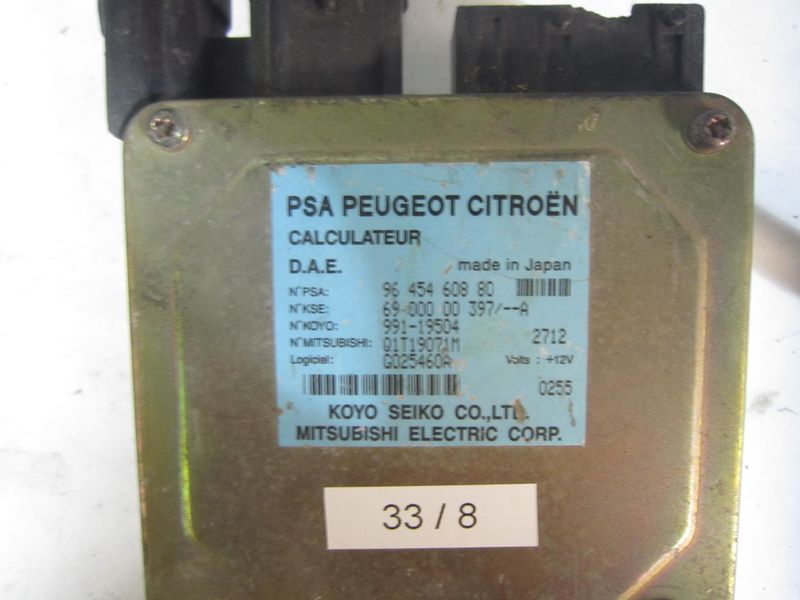 PSA PEUGEOT CITROËN
CALCULATEUR
D.A.E. made in Japan
N°PSA: 96 454 608 80
N°KSE: 69 000 00 397/--A
N°KOYO: 991-19504
N°MITSUBISHI: Q1T19071M 2712
Logiciel: G025460A Volts : +12V
0255
KOYO SEIKO CO.,LTD.
MITSUBISHI ELECTRIC CORP.
33 / 8